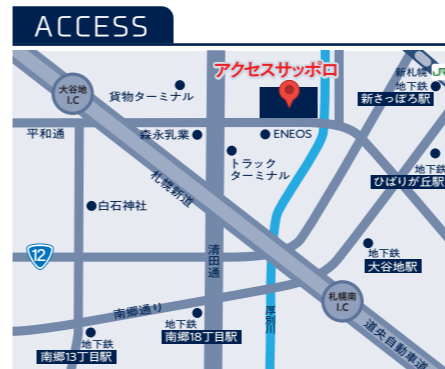 ACCESS
アクセスサッポロ
大谷地
I.C
貨物ターミナル
新札幌
JR
地下鉄
新さっぽろ駅
平和通
森永乳業
ENEOS
トラック
ターミナル
地下鉄
ひばりが丘駅
札幌新道
白石神社
12
清田通
地下鉄
大谷地駅
札幌南
I.C
厚別川
南郷通り
地下鉄
南郷18丁目駅
道央自動車道
地下鉄
南郷13丁目駅